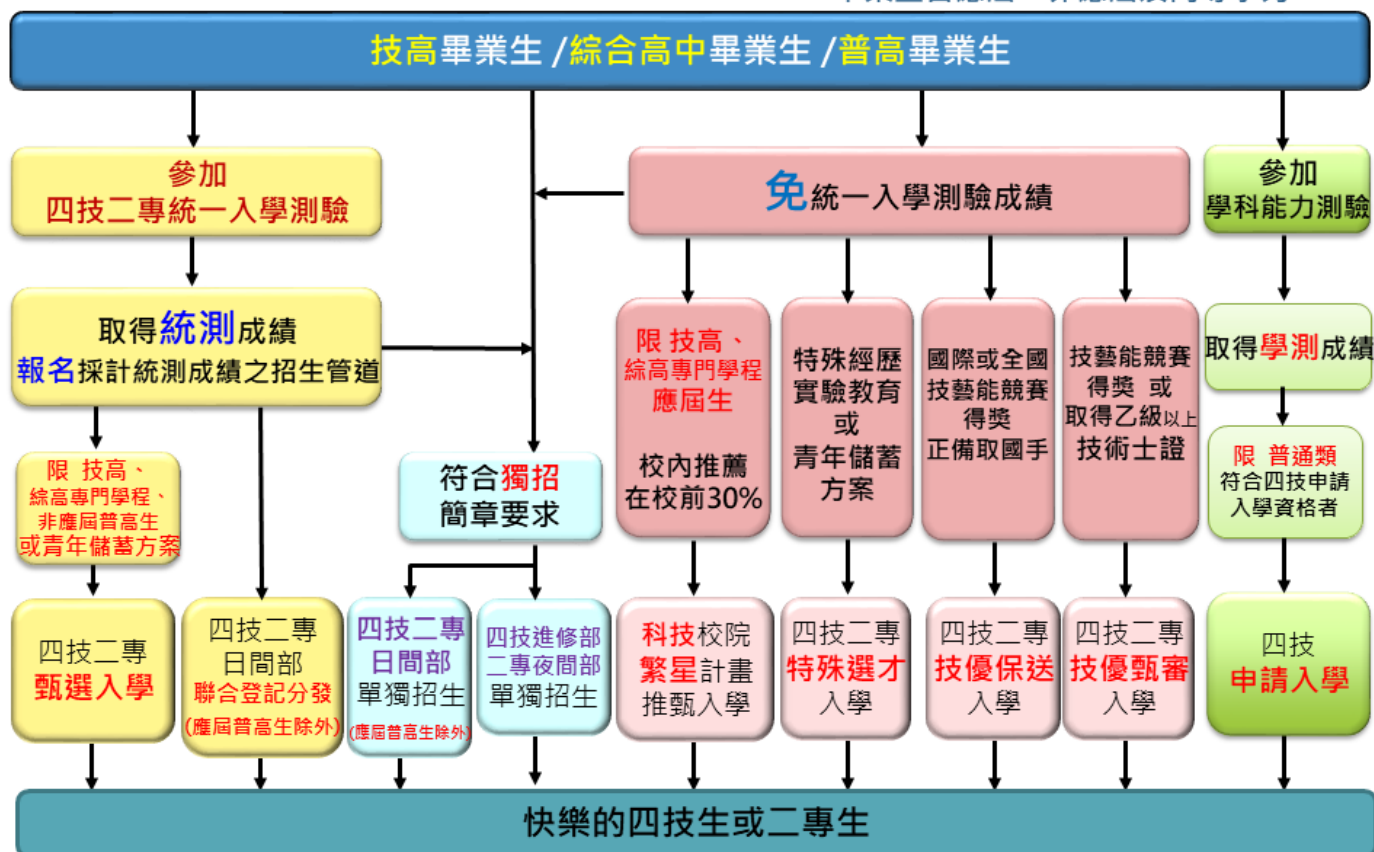 技高畢業生 /綜合高中畢業生 /普高畢業生
參加
四技二專統一入學測驗
免統一入學測驗成績
參加
學科能力測驗
取得統測成績
報名採計統測成績之招生管道
限 技高、
綜高專門學程
應屆生
校內推薦
在校前30%
特殊經歷
實驗教育
或
青年儲蓄
方案
國際或全國
技藝能競賽
得獎
正備取國手
技藝能競賽
得獎 或
取得乙級以上
技術士證
取得學測成績
限 技高、
綜高專門學程、
非應屆普高生
或青年儲蓄方案
符合獨招
簡章要求
限 普通類
符合四技申請
入學資格者
四技二專
甄選入學
四技二專
日間部
聯合登記分發
(應屆普高生除外)
四技二專
日間部
單獨招生
(應屆普高生除外)
四技進修部
二專夜間部
單獨招生
科技校院
繁星計畫
推甄入學
四技二專
特殊選才
入學
四技二專
技優保送
入學
四技二專
技優甄審
入學
四技
申請入學
快樂的四技生或二專生